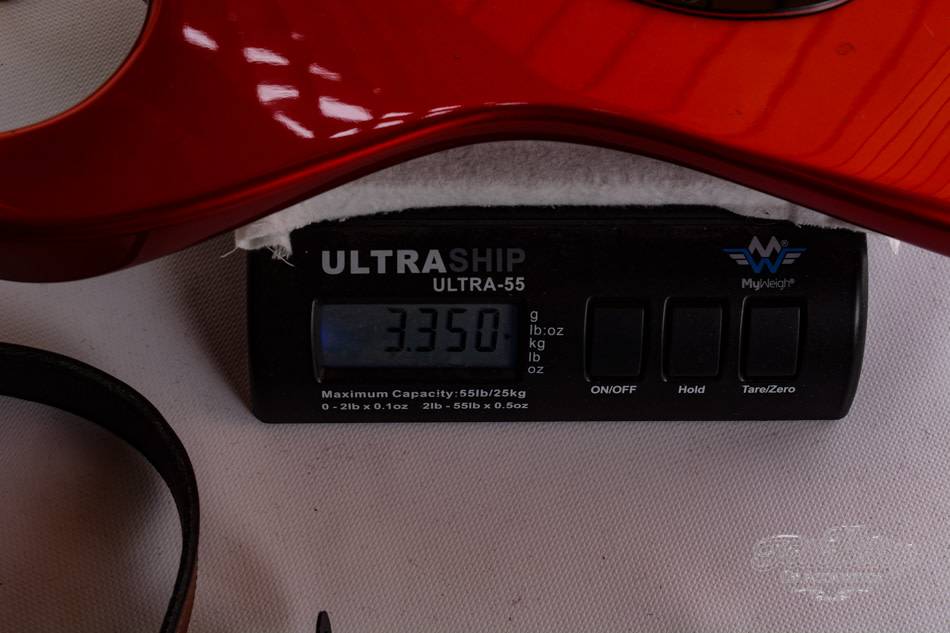 ULTRASHIP
ULTRA-55
MyWeigh®
3.350
g
lb:oz
kg
lb
oz
ON/OFF
Hold
Tare/Zero
Maximum Capacity:55lb/25kg
0 - 2lb x 0.1oz 2lb - 55lb x 0.5oz